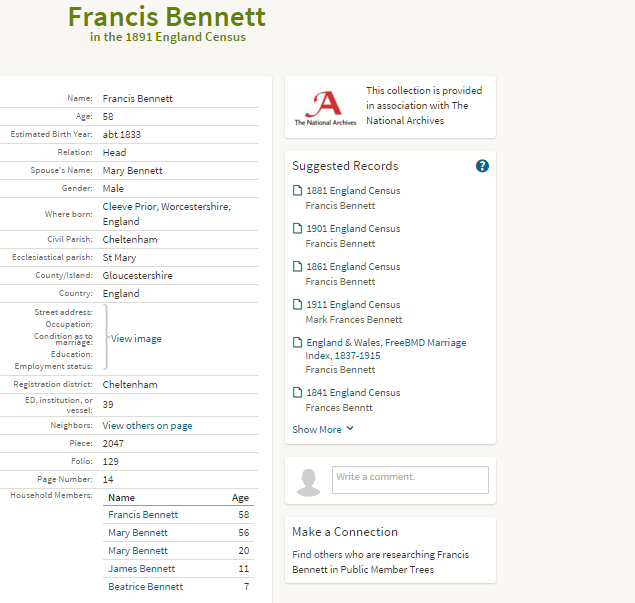 Francis Bennett
in the 1891 England Census
Name: Francis Bennett
Age: 58
Estimated Birth Year: abt 1833
Relation: Head
Spouse's Name: Mary Bennett
Gender: Male
Where born: Cleeve Prior, Worcestershire,
England
Civil Parish: Cheltenham
Ecclesiastical parish: St Mary
County/Island: Gloucestershire
Country: England
Street address:
Occupation:
Condition as to
marriage:
View image
Education:
Employment status:
Registration district: Cheltenham
ED, institution, or
vessel: 39
Neighbors: View others on page
Piece: 2047
Folio: 129
Page Number: 14
Household Members: Name Age
Francis Bennett 58
Mary Bennett 56
Mary Bennett 20
James Bennett 11
Beatrice Bennett 7
A
The National Archives
This collection is provided
in association with The
National Archives
Suggested Records ?
1881 England Census
Francis Bennett
1901 England Census
Francis Bennett
1861 England Census
Francis Bennett
1911 England Census
Mark Frances Bennett
England & Wales, FreeBMD Marriage
Index, 1837-1915
Francis Bennett
1841 England Census
Frances Benntt
Show More
Write a comment.
Make a Connection
Find others who are researching Francis
Bennett in Public Member Trees